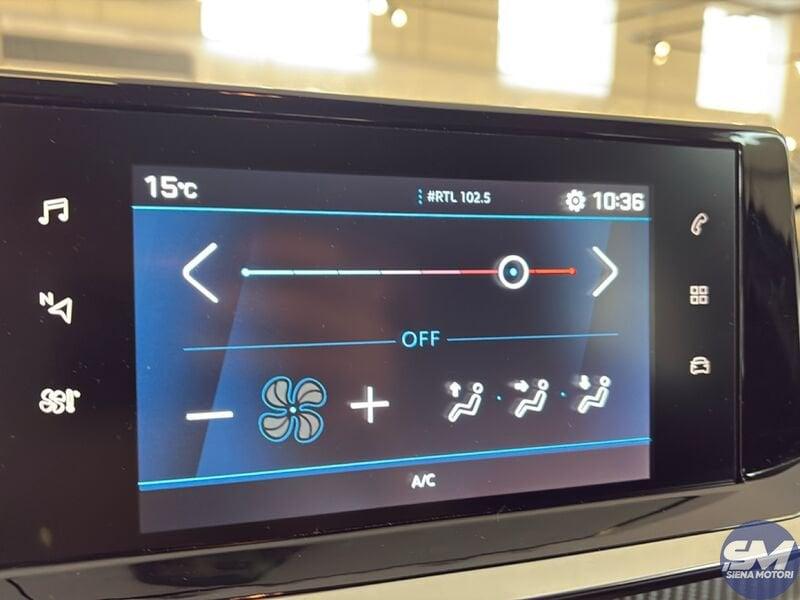 15°C
#RTL 102.5
10:36
N
OFF
A/C
SM
SIENA MOTORI